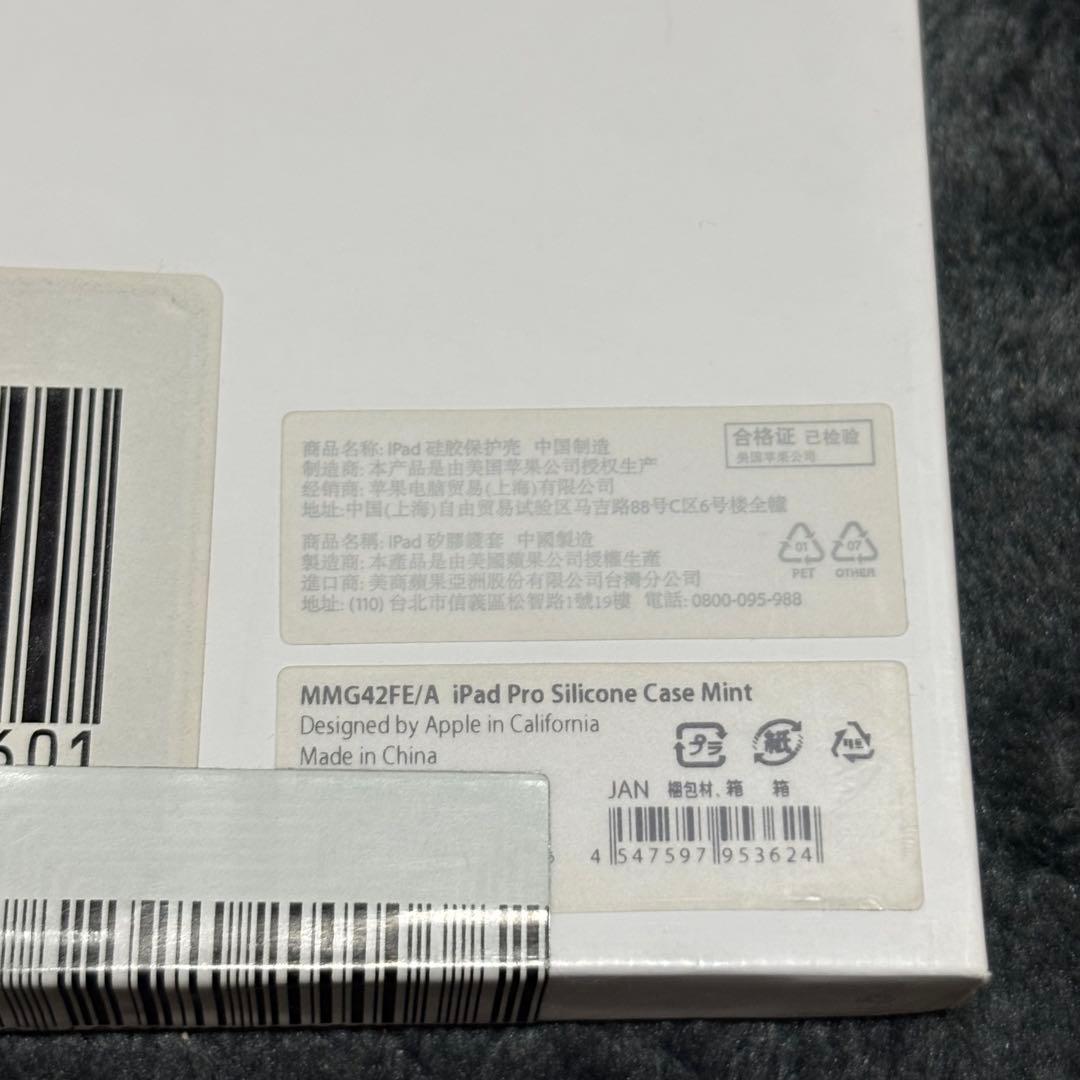 商品名称: iPad 硅胶保护壳 中国制造
制造商: 本产品是由美国苹果公司授权生产
经销商: 苹果电脑贸易(上海)有限公司
地址:中国(上海)自由贸易试验区马吉路88号C区6号楼全幢
合格证 已检验
美国苹果公司
商品名稱: iPad 矽膠護套 中國製造
製造商: 本產品是由美國蘋果公司授權生產
進口商: 美商蘋果亞洲股份有限公司台灣分公司
地址: (110) 台北市信義區松智路1號19樓 電話: 0800-095-988
01
PET
07
OTHER
601
MMG42FE/A iPad Pro Silicone Case Mint
Designed by Apple in California
Made in China
プラ
紙
JAN 梱包材、箱 箱
4 547597 953624